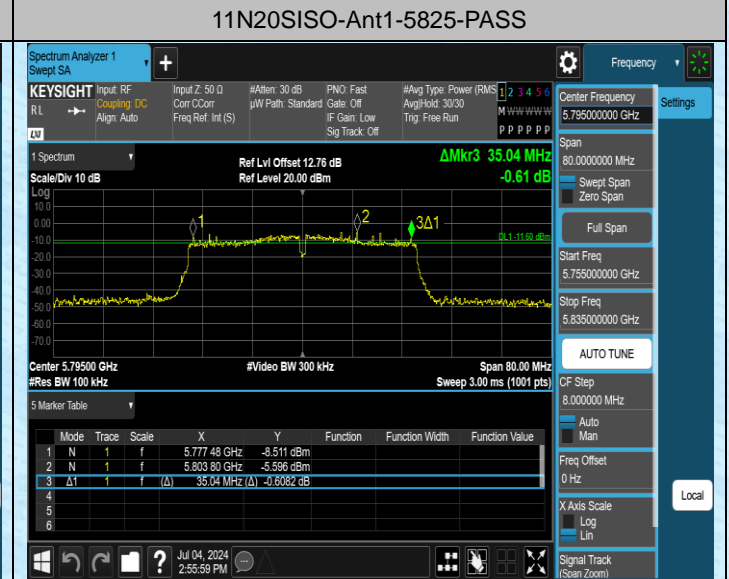 11N20SISO-Ant1-5825-PASS
Spectrum Analyzer 1
Swept SA
+
Frequency
KEYSIGHT
RL
LXI
Input: RF
Coupling: DC
Align: Auto
Input Z: 50 Ω
Corr CCorr
Freq Ref: Int (S)
#Atten: 30 dB
µW Path: Standard
PNO: Fast
Gate: Off
IF Gain: Low
Sig Track: Off
#Avg Type: Power (RMS
Avg|Hold: 30/30
Trig: Free Run
1 2 3 4 5 6
M W W W W W
P P P P P P
1 Spectrum
Scale/Div 10 dB
Ref Lvl Offset 12.76 dB
Ref Level 20.00 dBm
ΔMkr3 35.04 MHz
-0.61 dB
Log
10.0
0.00
-10.0
-20.0
-30.0
-40.0
-50.0
-60.0
-70.0
1
2
3Δ1
DL1 -11.60 dBm
Center 5.79500 GHz
#Res BW 100 kHz
#Video BW 300 kHz
Span 80.00 MHz
Sweep 3.00 ms (1001 pts)
5 Marker Table
Mode Trace Scale X Y Function Function Width Function Value
1 N 1 f 5.777 48 GHz -8.511 dBm
2 N 1 f 5.803 80 GHz -5.596 dBm
3 Δ1 1 f (Δ) 35.04 MHz (Δ) -0.6082 dB
4
5
6
?
Jul 04, 2024
2:55:59 PM
Center Frequency
5.795000000 GHz
Settings
Span
80.0000000 MHz
Swept Span
Zero Span
Full Span
Start Freq
5.755000000 GHz
Stop Freq
5.835000000 GHz
AUTO TUNE
CF Step
8.000000 MHz
Auto
Man
Freq Offset
0 Hz
X Axis Scale
Log
Lin
Local
Signal Track
(Span Zoom)